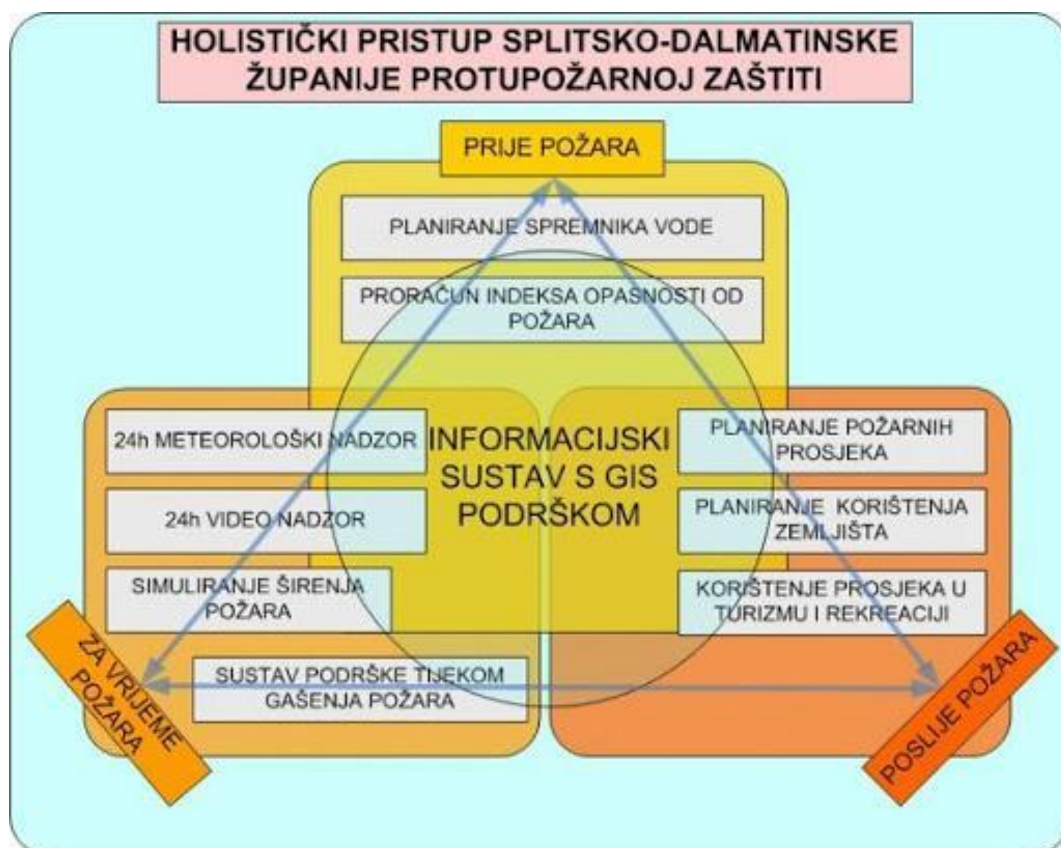 HOLISTIČKI PRISTUP SPLITSKO-DALMATINSKE
ŽUPANIJE PROTUPOŽARNOJ ZAŠTITI
PRIJE POŽARA
PLANIRANJE SPREMNIKA VODE
PRORAČUN INDEKSA OPASNOSTI OD
POŽARA
24h METEOROLOŠKI NADZOR
24h VIDEO NADZOR
SIMULIRANJE ŠIRENJA
POŽARA
SUSTAV PODRŠKE TIJEKOM
GAŠENJA POŽARA
ZA VRIJEME
POŽARA
INFORMACIJSKI
SUSTAV S GIS
PODRŠKOM
PLANIRANJE POŽARNIH
PROSJEKA
PLANIRANJE KORIŠTENJA
ZEMLJIŠTA
KORIŠTENJE PROSJEKA U
TURIZMU I REKREACIJI
POSLIJE POŽARA